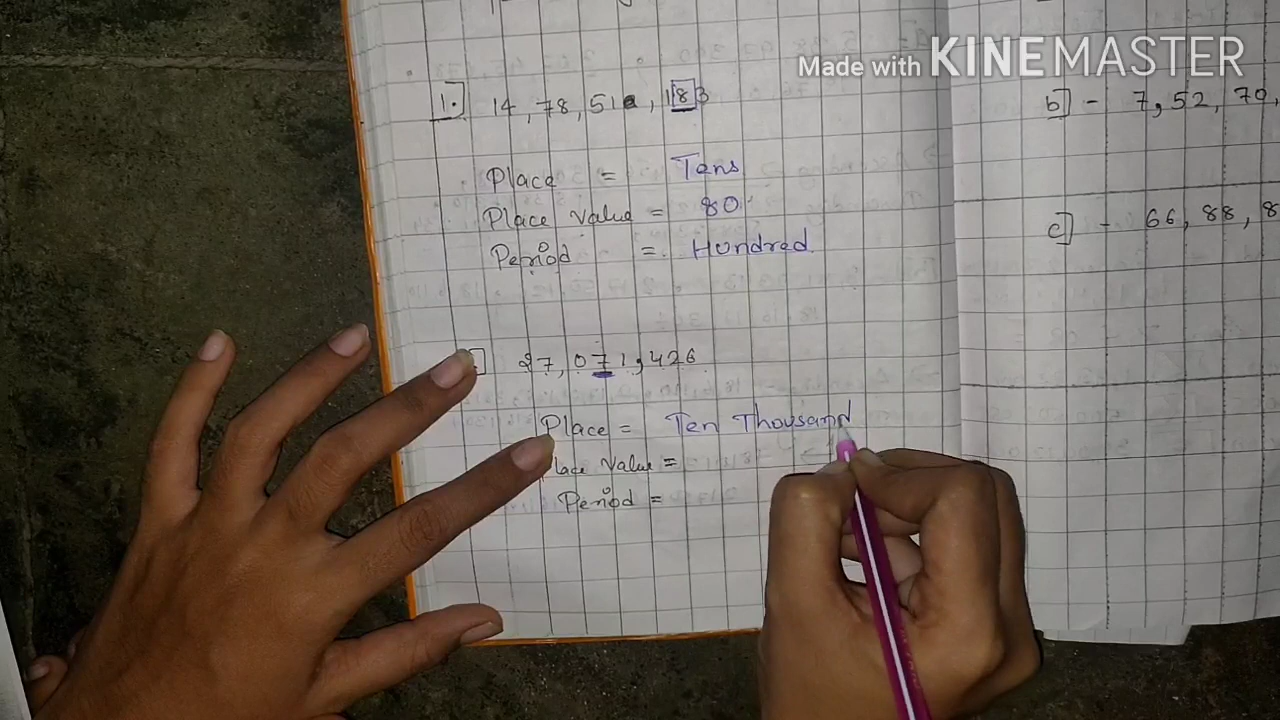 Made with KINEMASTER
1. 14,78,51,183
Place = Tens
Place Value = 80
Period = Hundred
27,071,426
Place = Ten Thousand
Place Value =
Period =
b] - 7,52,70,
c] - 66,88,8